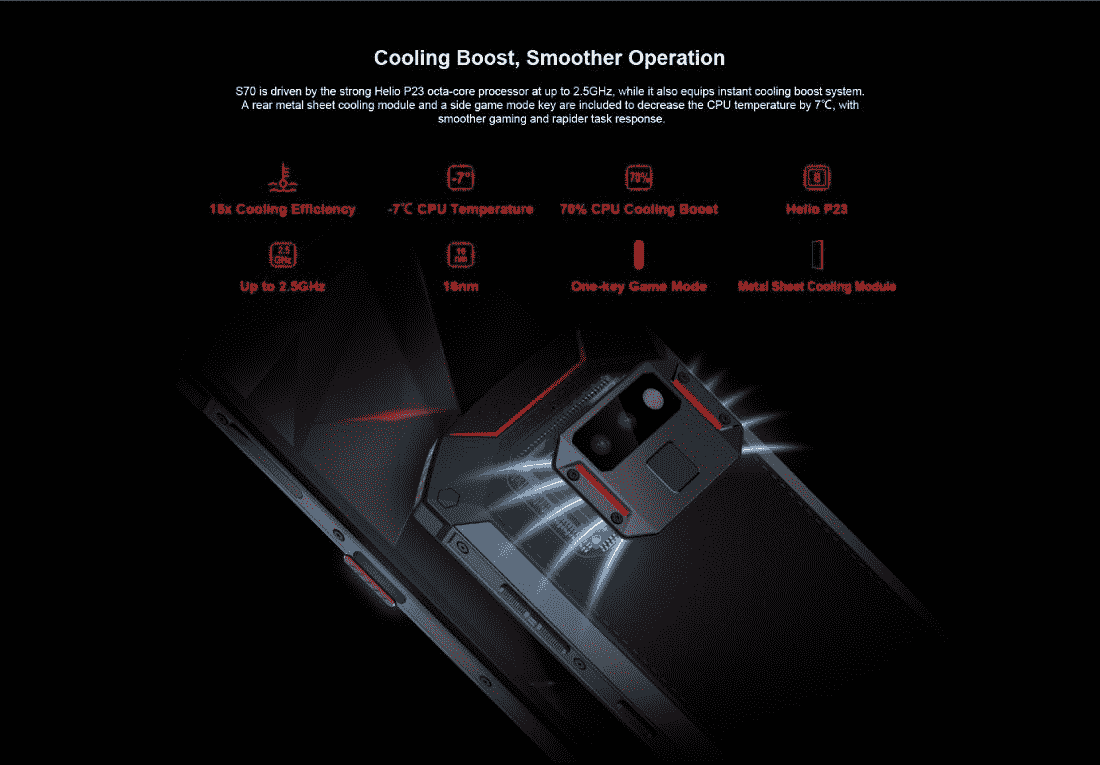 Cooling Boost, Smoother Operation
S70 is driven by the strong Helio P23 octa-core processor at up to 2.5GHz, while it also equips instant cooling boost system.
A rear metal sheet cooling module and a side game mode key are included to decrease the CPU temperature by 7℃, with
smoother gaming and rapider task response.
-7° 70% 8
15x Cooling Efficiency -7℃ CPU Temperature 70% CPU Cooling Boost Helio P23
2.5 16
GHz nm
Up to 2.5GHz 16nm One-key Game Mode Metal Sheet Cooling Module